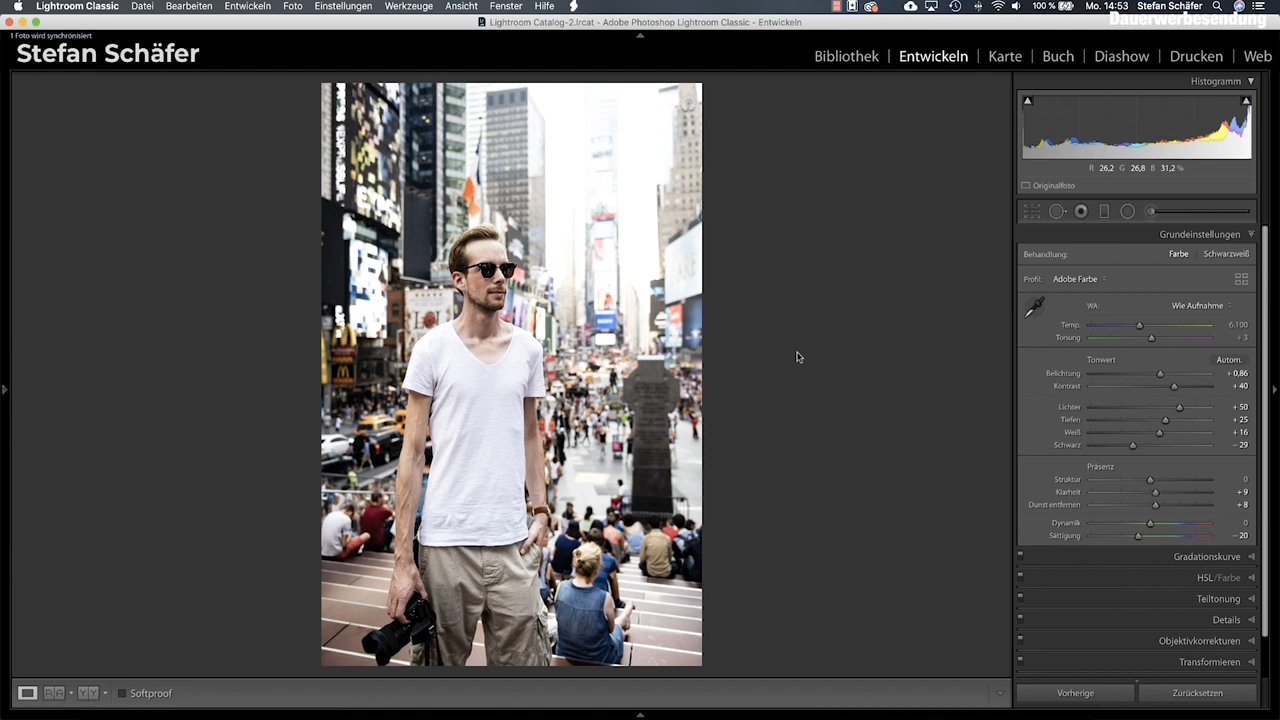 Lightroom Classic Datei Bearbeiten Entwickeln Foto Einstellungen Werkzeuge Ansicht Fenster Hilfe 100 % Mo. 14:53 Stefan Schäfer
Lightroom Catalog-2.lrcat - Adobe Photoshop Lightroom Classic - Entwickeln
Dauerwerbesendung
1 Foto wird synchronisiert
Stefan Schäfer
Bibliothek | Entwickeln | Karte | Buch | Diashow | Drucken | Web
Histogramm
R 26,2 G 26,8 B 31,2 %
Originalfoto
Grundeinstellungen
Behandlung: Farbe Schwarzweiß
Profil: Adobe Farbe
WA: Wie Aufnahme
Temp. 6.100
Tonung + 3
Tonwert Autom.
Belichtung + 0,86
Kontrast + 40
Lichter + 50
Tiefen + 25
Weiß + 16
Schwarz − 29
Präsenz
Struktur 0
Klarheit + 9
Dunst entfernen + 8
Dynamik 0
Sättigung − 20
Gradationskurve
HSL / Farbe
Teiltonung
Details
Objektivkorrekturen
Transformieren
Softproof
Vorherige Zurücksetzen